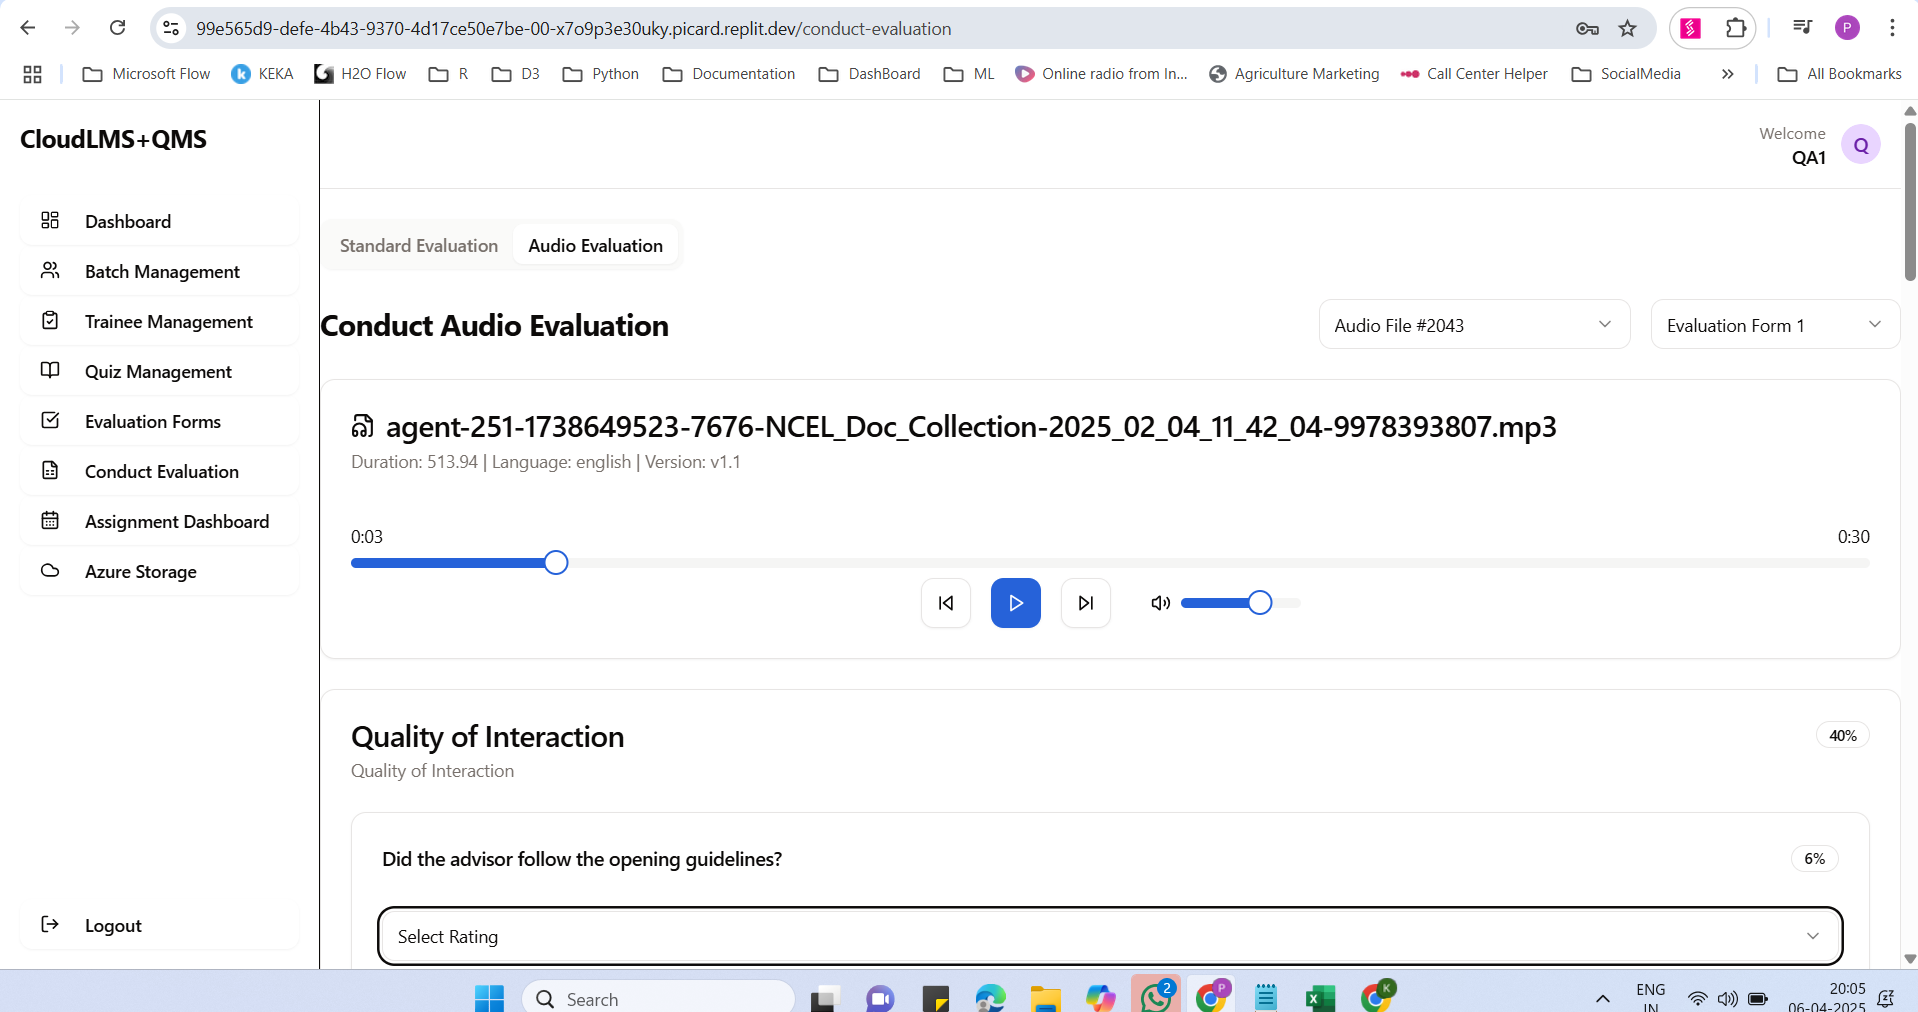 99e565d9-defe-4b43-9370-4d17ce50e7be-00-x7o9p3e30uky.picard.replit.dev/conduct-evaluation
P
Microsoft Flow KEKA H2O Flow R D3 Python Documentation DashBoard ML Online radio from In... Agriculture Marketing Call Center Helper SocialMedia » All Bookmarks
CloudLMS+QMS
Welcome
QA1
Q
Dashboard
Batch Management
Trainee Management
Quiz Management
Evaluation Forms
Conduct Evaluation
Assignment Dashboard
Azure Storage
Logout
Standard Evaluation Audio Evaluation
Conduct Audio Evaluation
Audio File #2043
Evaluation Form 1
agent-251-1738649523-7676-NCEL_Doc_Collection-2025_02_04_11_42_04-9978393807.mp3
Duration: 513.94 | Language: english | Version: v1.1
0:03 0:30
Quality of Interaction 40%
Quality of Interaction
Did the advisor follow the opening guidelines? 6%
Select Rating
Search
2
P
K
ENG
IN
20:05
06-04-2025